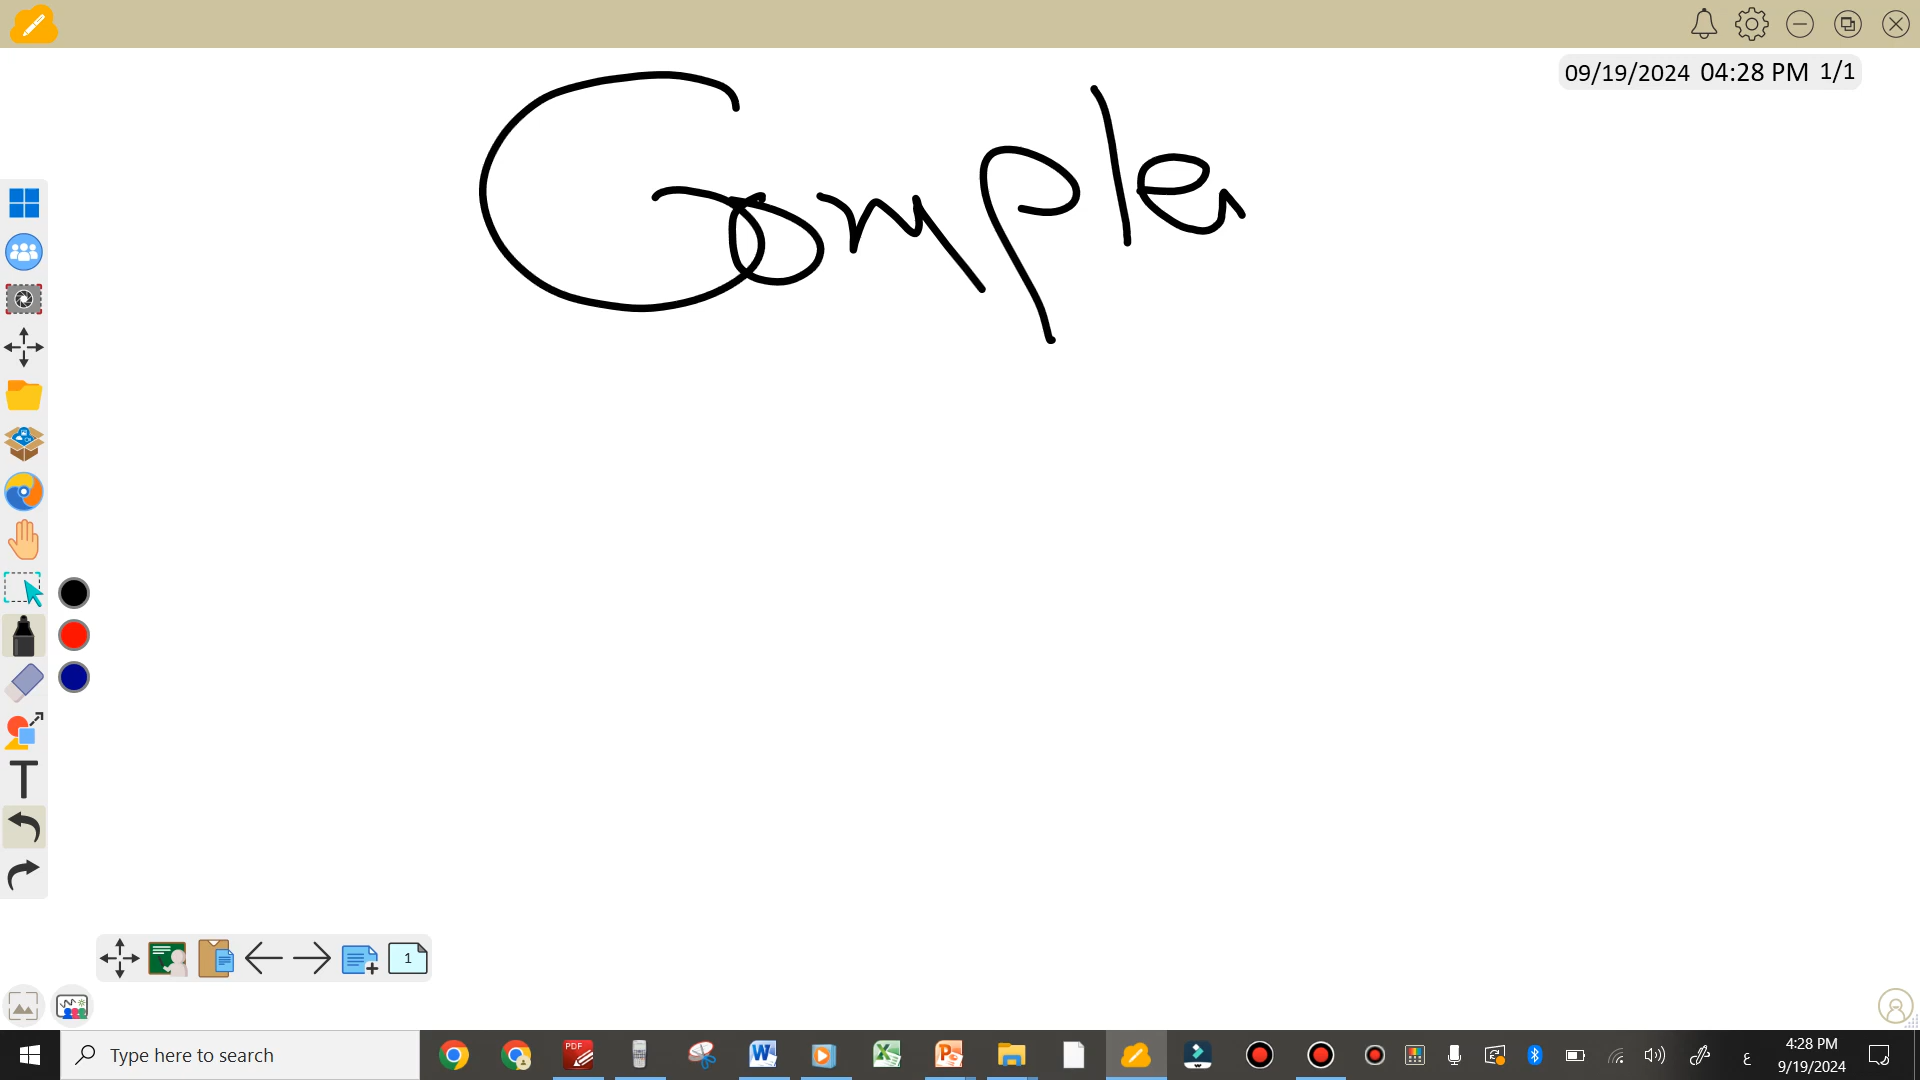 09/19/2024 04:28 PM 1/1
Comple
1
PDF
Type here to search
4:28 PM
9/19/2024
ع